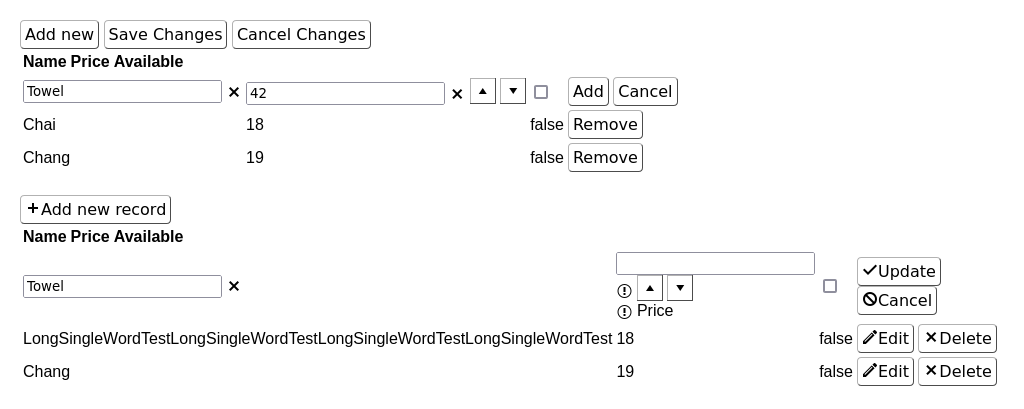 Add new Save Changes Cancel Changes
Name Price Available
Towel 42 Add Cancel
Chai 18 false Remove
Chang 19 false Remove
Add new record
Name Price Available
Towel Update
Cancel
Price
LongSingleWordTestLongSingleWordTestLongSingleWordTestLongSingleWordTest 18 false Edit Delete
Chang 19 false Edit Delete